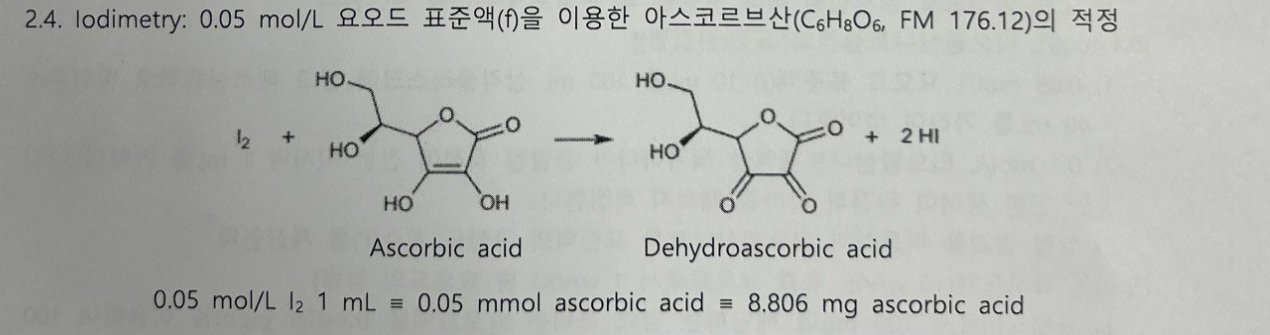 2.4. Iodimetry: 0.05 mol/L 요오드 표준액(f)을 이용한 아스코르브산(C₆H₈O₆, FM 176.12)의 적정
HO HO
I₂ + HO O O HO O O + 2 HI
HO OH O O
Ascorbic acid Dehydroascorbic acid
0.05 mol/L I₂ 1 mL ≡ 0.05 mmol ascorbic acid ≡ 8.806 mg ascorbic acid